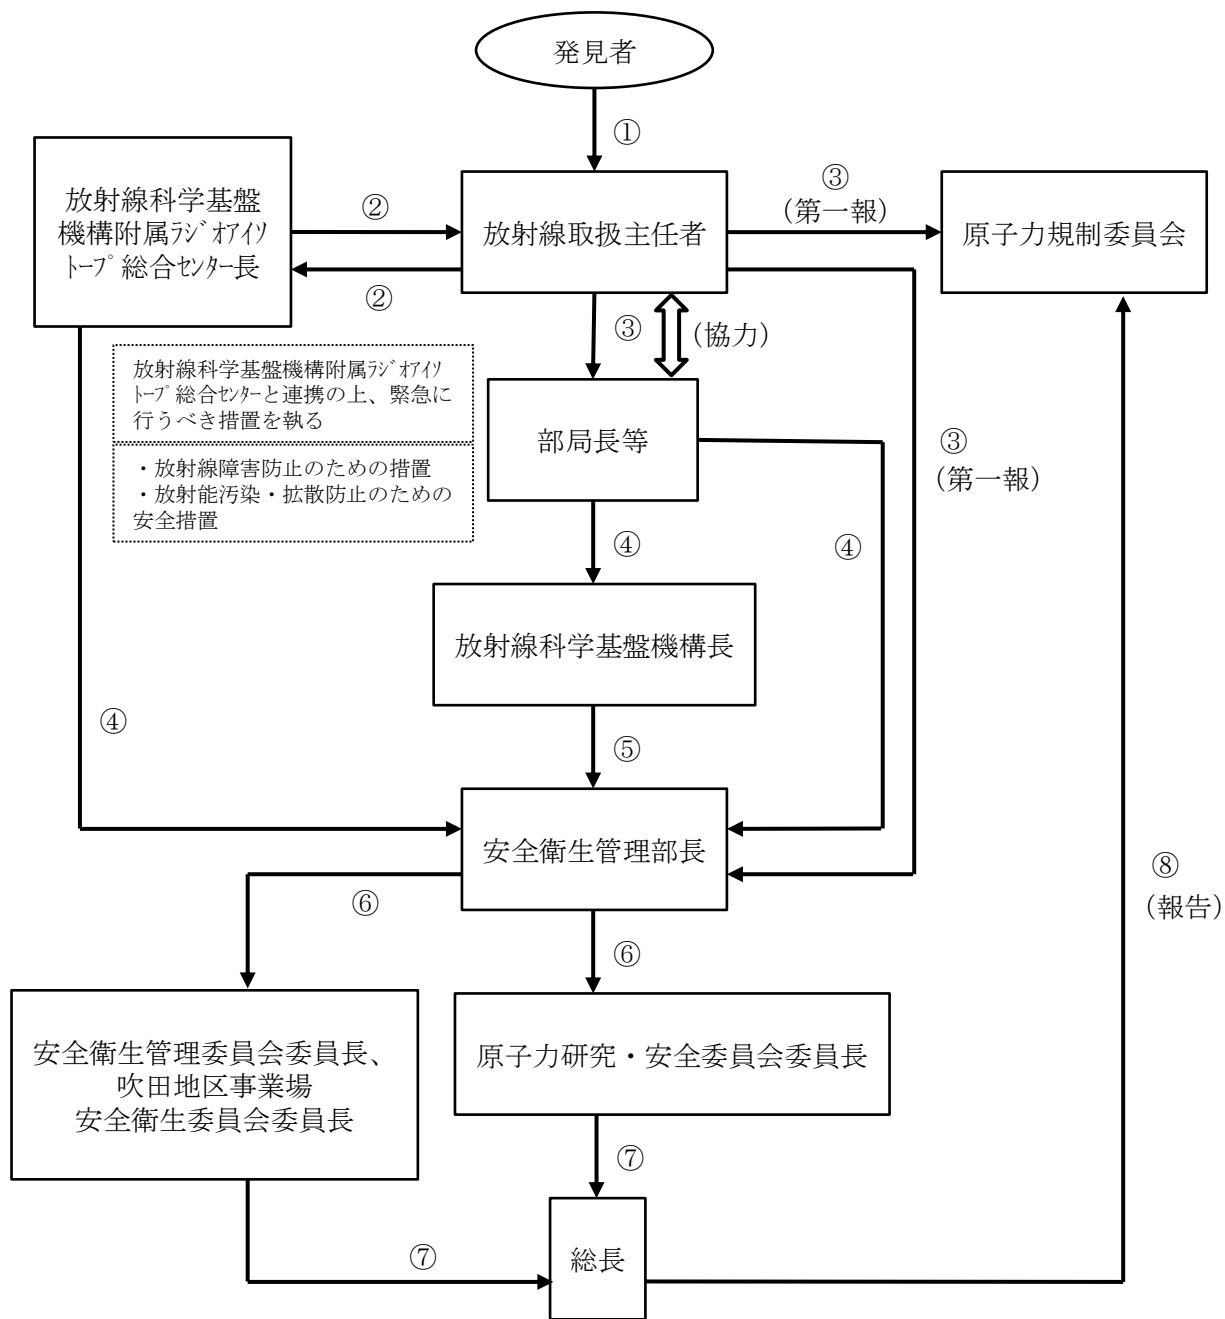 発見者
①
放射線科学基盤
機構附属ﾗｼﾞｵｱｲｿ
ﾄｰﾌﾟ総合ｾﾝﾀｰ長
②
②
放射線取扱主任者
③
(第一報)
原子力規制委員会
③
(協力)
放射線科学基盤機構附属ﾗｼﾞｵｱｲｿ
ﾄｰﾌﾟ総合ｾﾝﾀｰと連携の上、緊急に
行うべき措置を執る
・放射線障害防止のための措置
・放射能汚染・拡散防止のための
安全措置
部局長等
③
(第一報)
④
④
放射線科学基盤機構長
④
⑤
安全衛生管理部長
⑧
(報告)
⑥
⑥
安全衛生管理委員会委員長、
吹田地区事業場
安全衛生委員会委員長
原子力研究・安全委員会委員長
⑦
⑦
総長